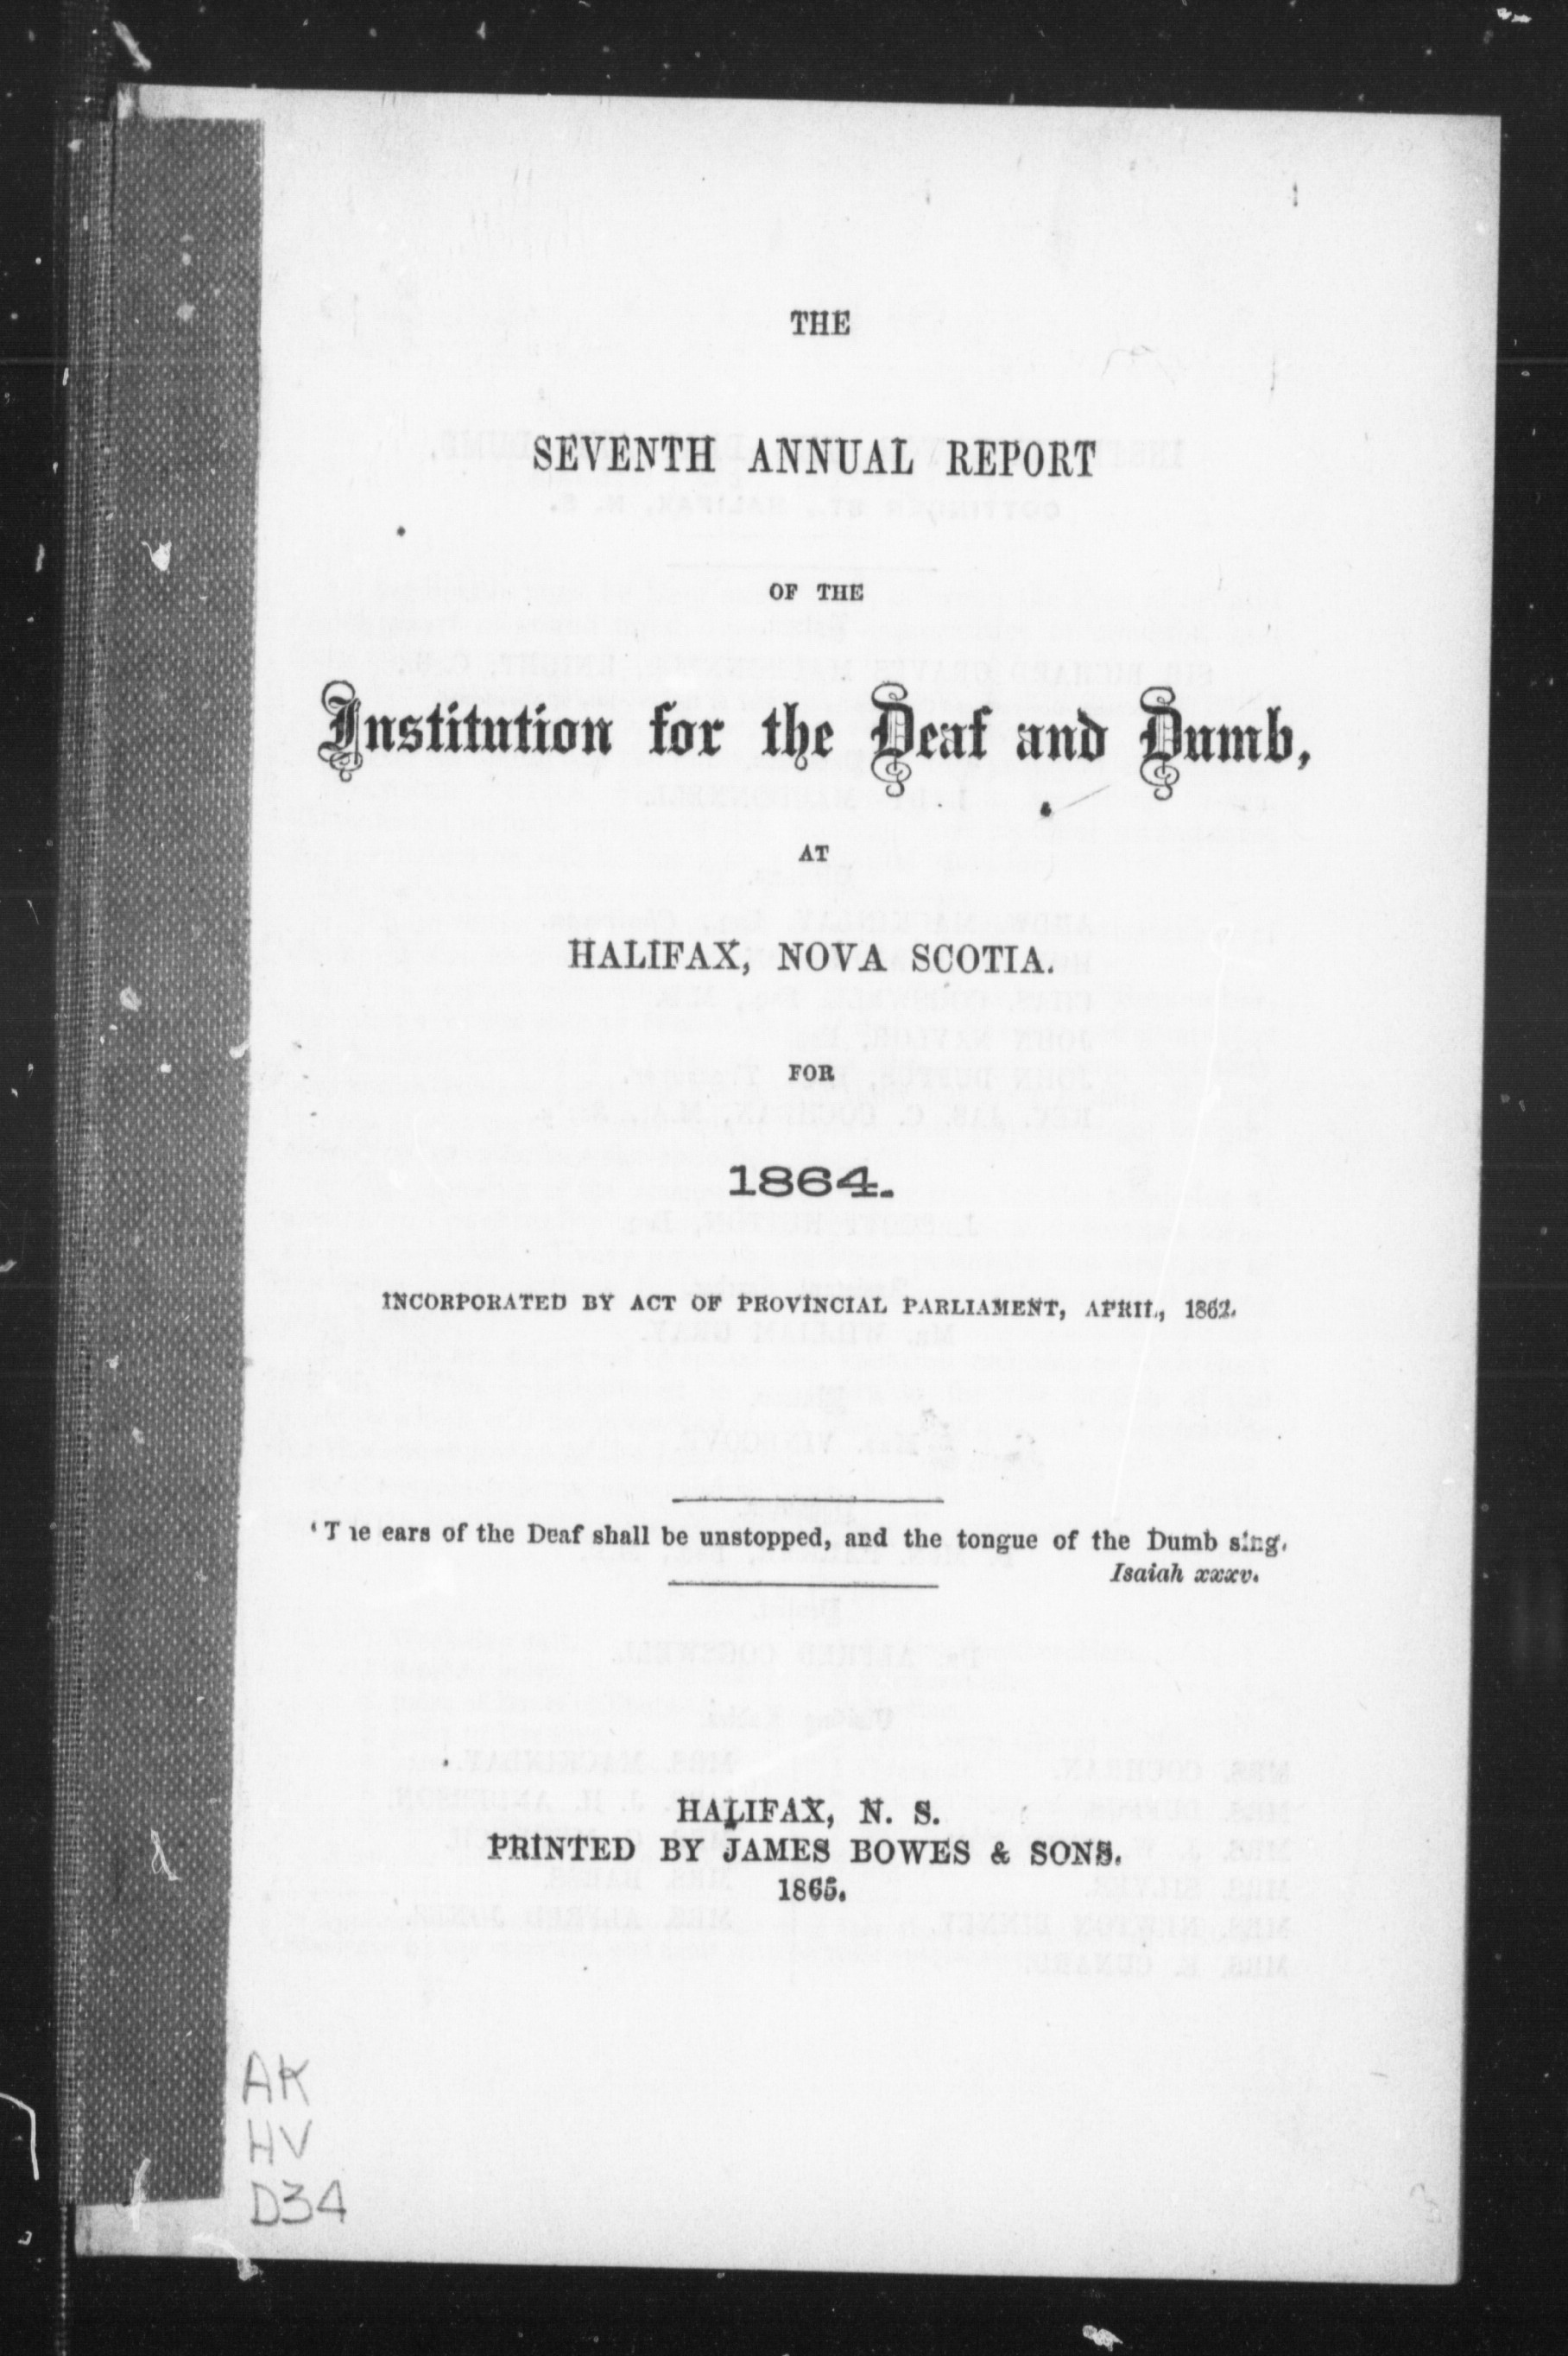 THE
SEVENTH ANNUAL REPORT
OF THE
Institution for the Deaf and Dumb,
AT
HALIFAX, NOVA SCOTIA.
FOR
1864.
INCORPORATED BY ACT OF PROVINCIAL PARLIAMENT, APRIL, 1862.
‘T ie ears of the Deaf shall be unstopped, and the tongue of the Dumb sing.
Isaiah xxxv.
HALIFAX, N. S.
PRINTED BY JAMES BOWES & SONS.
1865.
AK
HV
D34